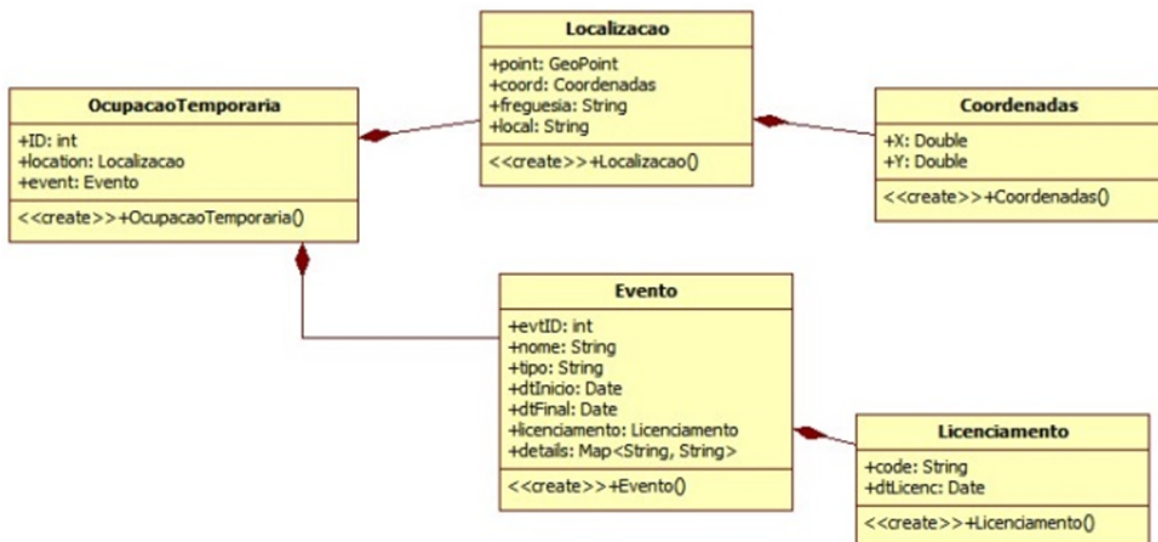 OcupacaoTemporaria
+ID: int
+location: Localizacao
+event: Evento
<<create>>+OcupacaoTemporaria()
Localizacao
+point: GeoPoint
+coord: Coordenadas
+freguesia: String
+local: String
<<create>>+Localizacao()
Coordenadas
+X: Double
+Y: Double
<<create>>+Coordenadas()
Evento
+evtID: int
+nome: String
+tipo: String
+dtInicio: Date
+dtFinal: Date
+licenciamento: Licenciamento
+details: Map<String, String>
<<create>>+Evento()
Licenciamento
+code: String
+dtLicenc: Date
<<create>>+Licenciamento()